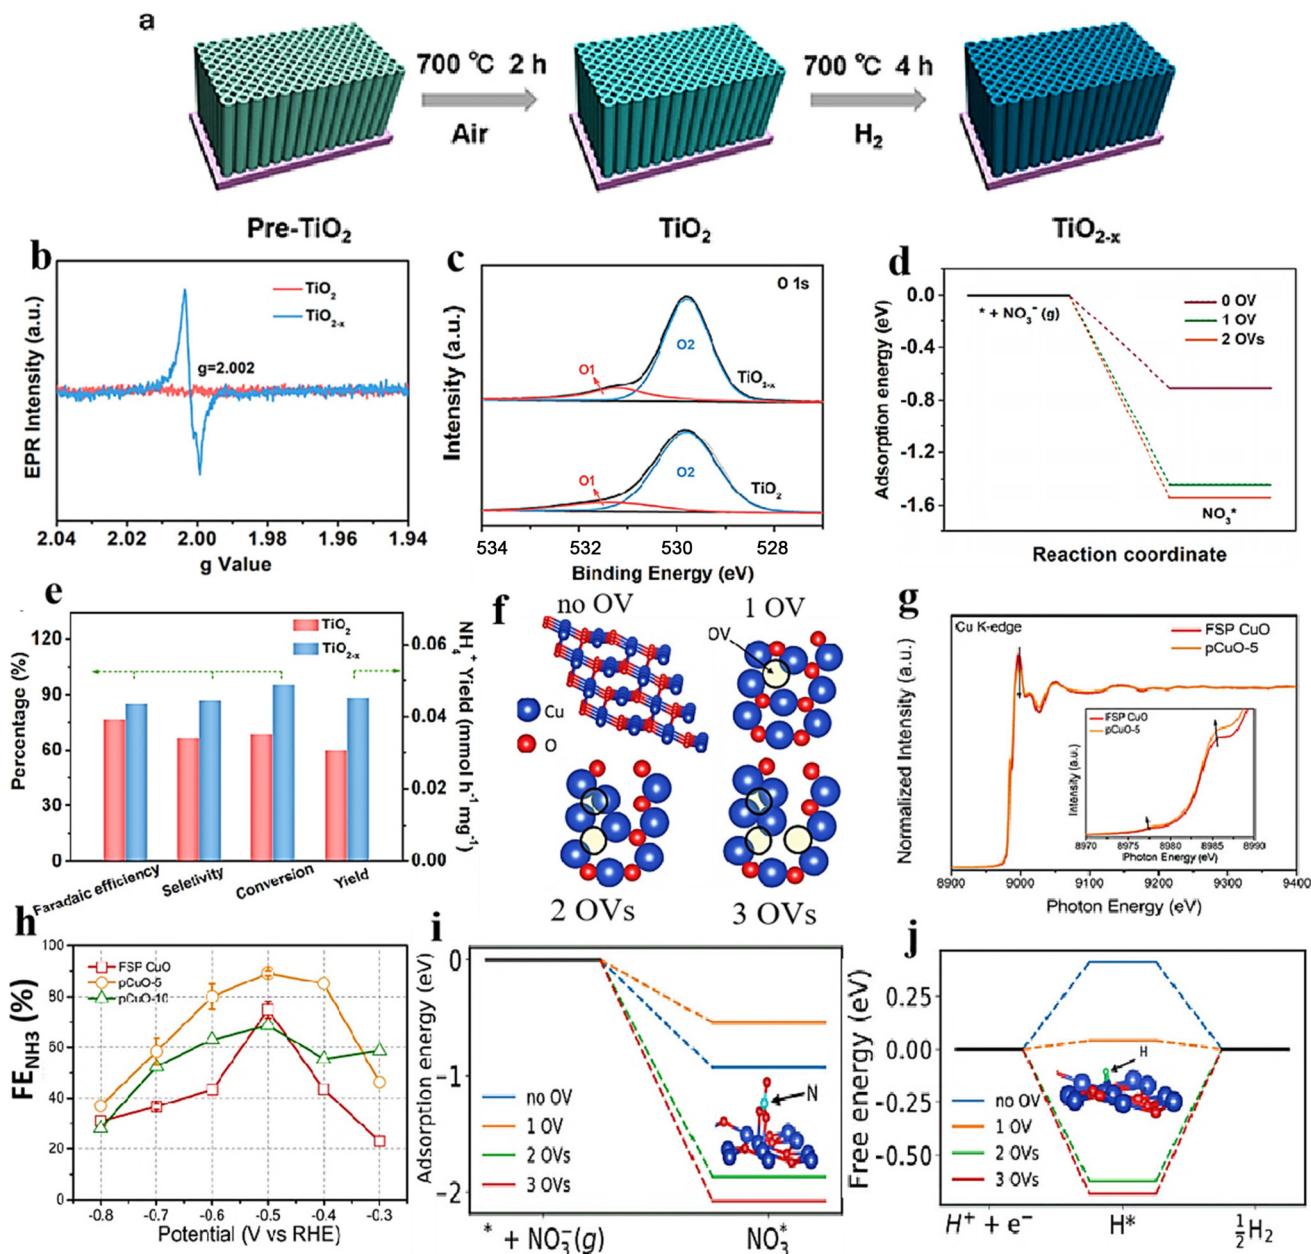 a
700 ℃ 2 h
Air
700 ℃ 4 h
H₂
Pre-TiO₂
TiO₂
TiO₂₋ₓ
b
EPR Intensity (a.u.)
TiO₂
TiO₂₋ₓ
g=2.002
2.04 2.02 2.00 1.98 1.96 1.94
g Value
c
Intensity (a.u.)
O 1s
O1
O2
TiO₂₋ₓ
O1
O2
TiO₂
534 532 530 528
Binding Energy (eV)
d
Adsorption energy (eV)
0.0
-0.4
-0.8
-1.2
-1.6
* + NO₃⁻ (g)
0 OV
1 OV
2 OVs
NO₃*
Reaction coordinate
e
Percentage (%)
120
90
60
30
0
TiO₂
TiO₂₋ₓ
0.06
0.04
0.02
0.00
NH₄⁺ Yield (mmol h⁻¹ mg⁻¹)
Faradaic efficiency
Seletivity
Conversion
Yield
f
no OV
1 OV
OV
Cu
O
2 OVs
3 OVs
g
Normalized Intensity (a.u.)
Cu K-edge
FSP CuO
pCuO-5
FSP CuO
pCuO-5
Intensity (a.u.)
8970 8975 8980 8985 8990
Photon Energy (eV)
8900 9000 9100 9200 9300 9400
Photon Energy (eV)
h
FE_NH3 (%)
100
80
60
40
20
0
FSP CuO
pCuO-5
pCuO-10
-0.8 -0.7 -0.6 -0.5 -0.4 -0.3
Potential (V vs RHE)
i
Adsorption energy (eV)
0
−1
−2
no OV
1 OV
2 OVs
3 OVs
N
* + NO₃⁻(g)
NO₃*
j
Free energy (eV)
0.25
0.00
-0.25
-0.50
H
no OV
1 OV
2 OVs
3 OVs
H⁺ + e⁻
H*
½H₂